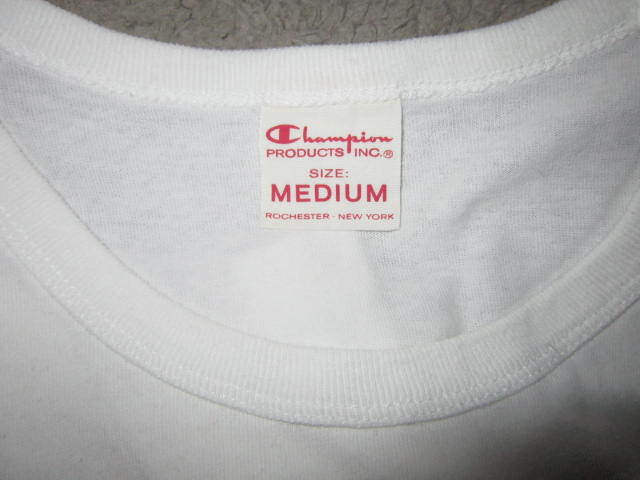 Champion
PRODUCTS INC.®
SIZE:
MEDIUM
ROCHESTER - NEW YORK